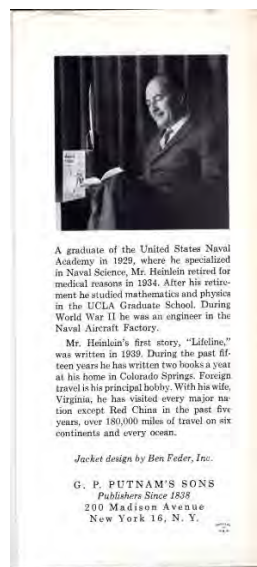 A graduate of the United States Naval
Academy in 1929, where he specialized
in Naval Science, Mr. Heinlein retired for
medical reasons in 1934. After his retire-
ment he studied mathematics and physics
in the UCLA Graduate School. During
World War II he was an engineer in the
Naval Aircraft Factory.
Mr. Heinlein's first story, "Lifeline,"
was written in 1939. During the past fif-
teen years he has written two books a year
at his home in Colorado Springs. Foreign
travel is his principal hobby. With his wife,
Virginia, he has visited every major na-
tion except Red China in the past five
years, over 180,000 miles of travel on six
continents and every ocean.
Jacket design by Ben Feder, Inc.
G. P. PUTNAM'S SONS
Publishers Since 1838
200 Madison Avenue
New York 16, N. Y.